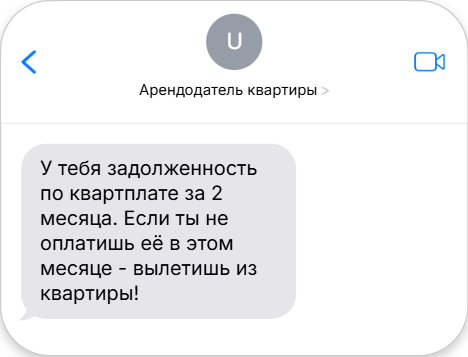 U
Арендодатель квартиры >
У тебя задолженность
по квартплате за 2
месяца. Если ты не
оплатишь её в этом
месяце - вылетишь из
квартиры!